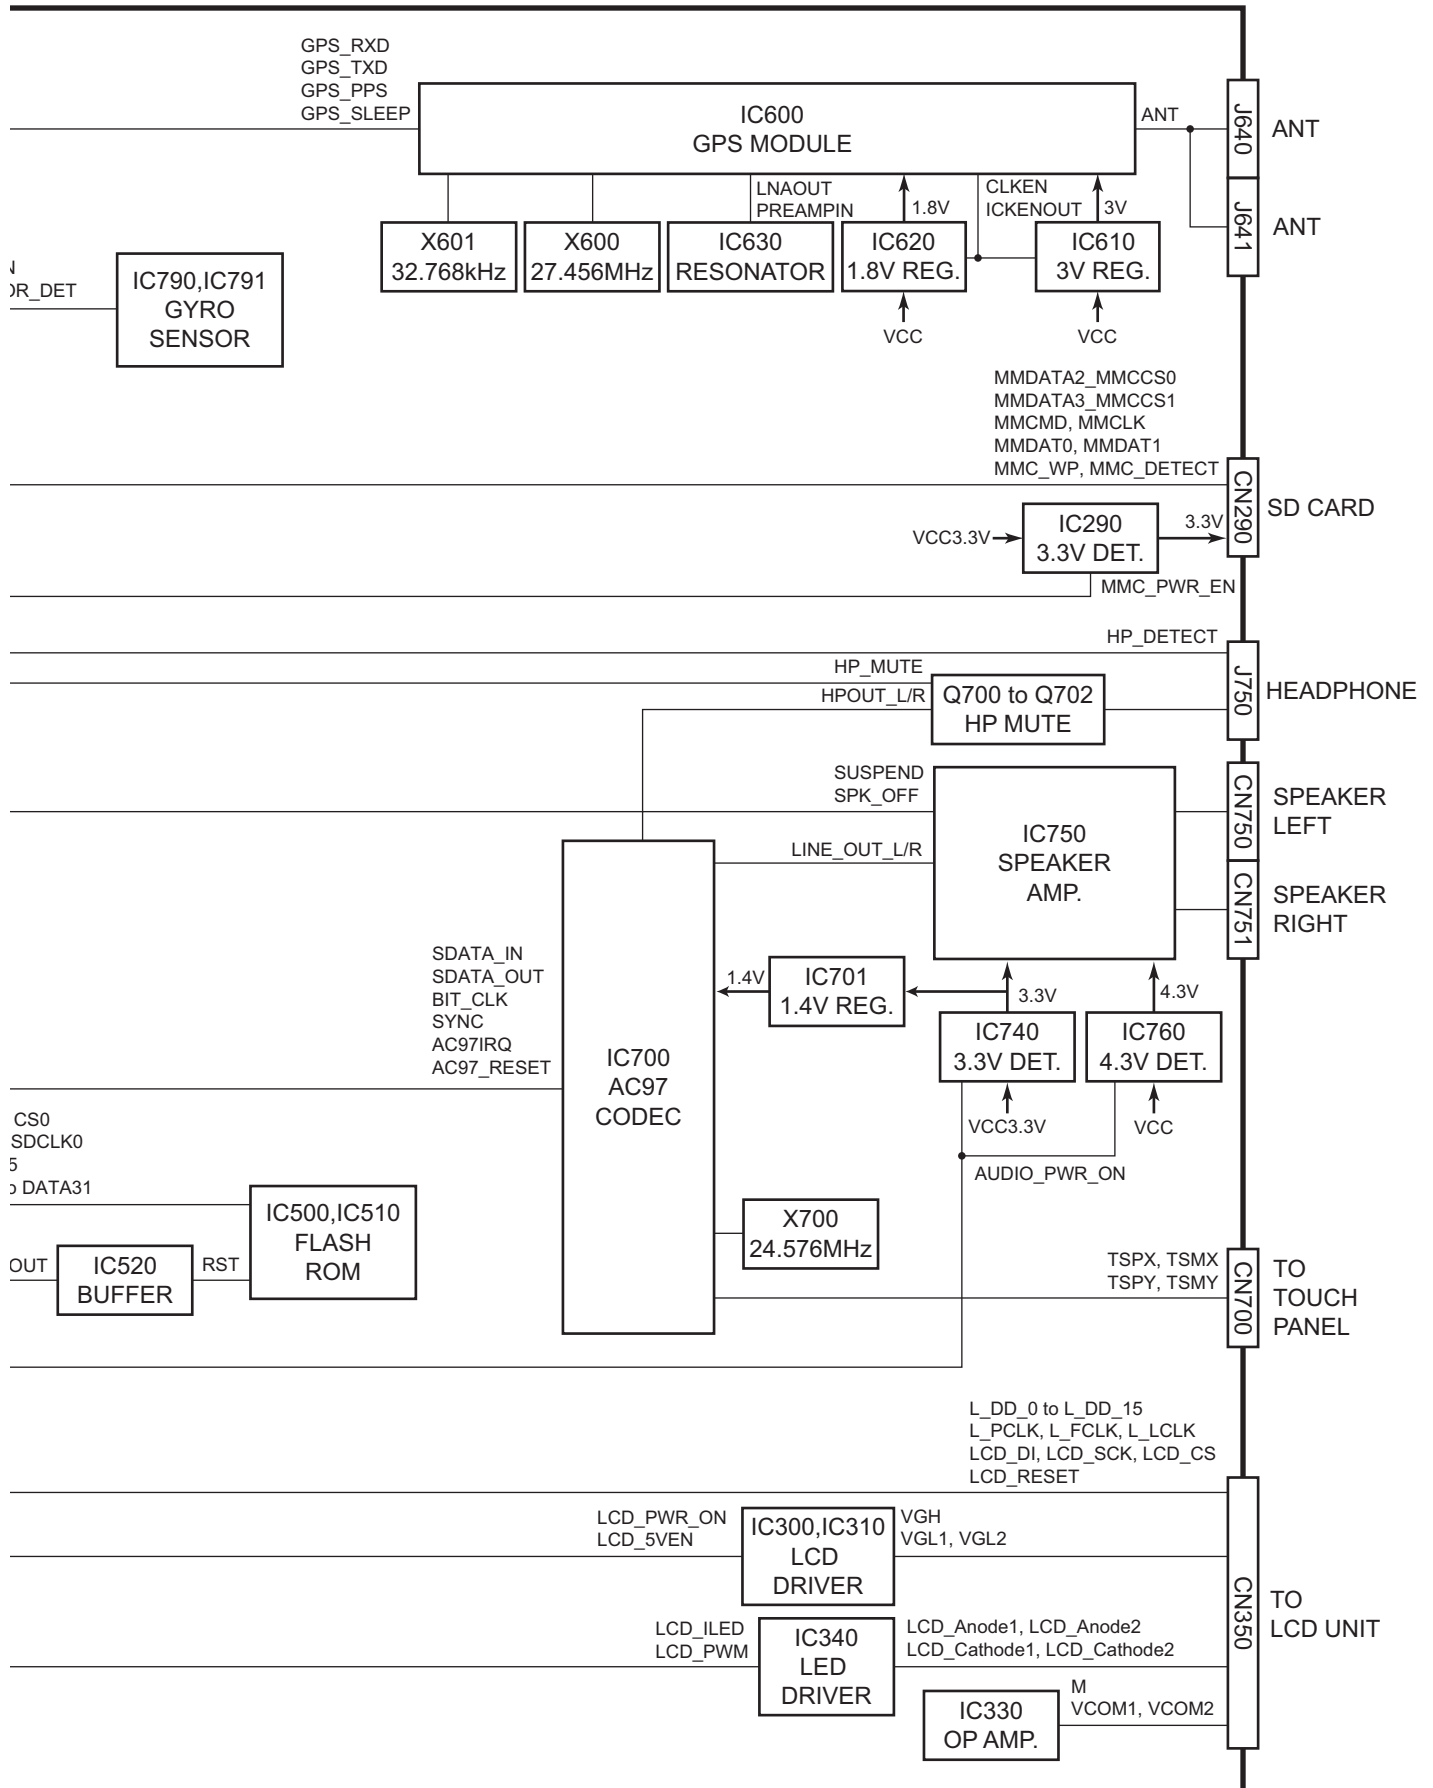 GPS_RXD
GPS_TXD
GPS_PPS
GPS_SLEEP
IC600
GPS MODULE
ANT
J640
ANT
J641
ANT
LNAOUT
PREAMPIN
1.8V
CLKEN
ICKENOUT
3V
X601
32.768kHz
X600
27.456MHz
IC630
RESONATOR
IC620
1.8V REG.
IC610
3V REG.
VCC
VCC
N
OR_DET
IC790,IC791
GYRO
SENSOR
MMDATA2_MMCCS0
MMDATA3_MMCCS1
MMCMD, MMCLK
MMDAT0, MMDAT1
MMC_WP, MMC_DETECT
CN290
SD CARD
VCC3.3V
IC290
3.3V DET.
3.3V
MMC_PWR_EN
HP_DETECT
HP_MUTE
HPOUT_L/R
Q700 to Q702
HP MUTE
J750
HEADPHONE
SUSPEND
SPK_OFF
LINE_OUT_L/R
IC750
SPEAKER
AMP.
CN750
SPEAKER
LEFT
CN751
SPEAKER
RIGHT
SDATA_IN
SDATA_OUT
BIT_CLK
SYNC
AC97IRQ
AC97_RESET
IC700
AC97
CODEC
1.4V
IC701
1.4V REG.
3.3V
4.3V
IC740
3.3V DET.
IC760
4.3V DET.
VCC3.3V
VCC
AUDIO_PWR_ON
CS0
SDCLK0
5
DATA31
IC500,IC510
FLASH
ROM
OUT
IC520
BUFFER
RST
X700
24.576MHz
TSPX, TSMX
TSPY, TSMY
CN700
TO
TOUCH
PANEL
L_DD_0 to L_DD_15
L_PCLK, L_FCLK, L_LCLK
LCD_DI, LCD_SCK, LCD_CS
LCD_RESET
LCD_PWR_ON
LCD_5VEN
IC300,IC310
LCD
DRIVER
VGH
VGL1, VGL2
CN350
TO
LCD UNIT
LCD_ILED
LCD_PWM
IC340
LED
DRIVER
LCD_Anode1, LCD_Anode2
LCD_Cathode1, LCD_Cathode2
IC330
OP AMP.
M
VCOM1, VCOM2